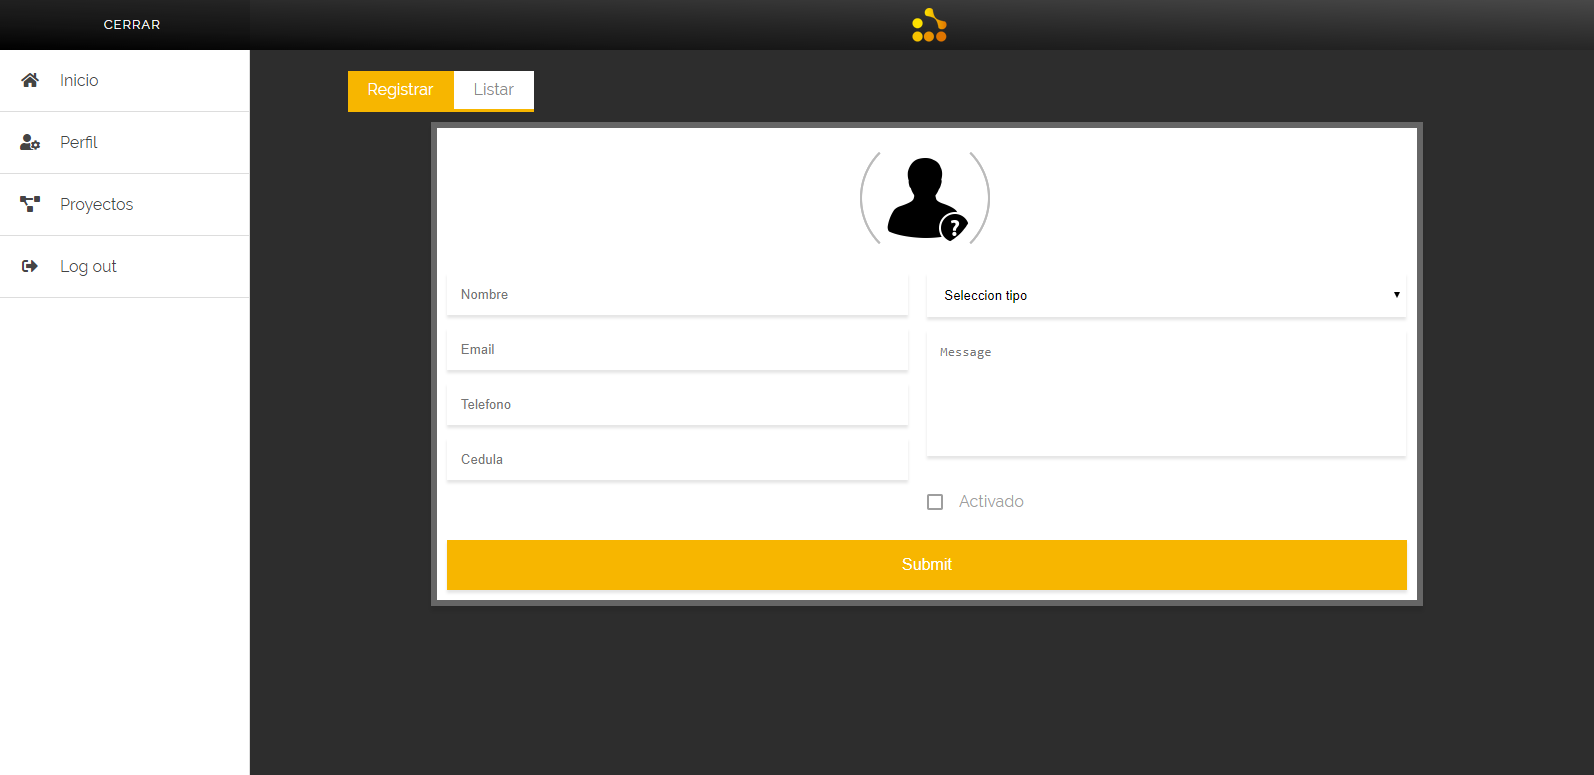 CERRAR
Inicio
Perfil
Proyectos
Log out
Registrar
Listar
?
Nombre
Email
Telefono
Cedula
Seleccion tipo
Message
Activado
Submit